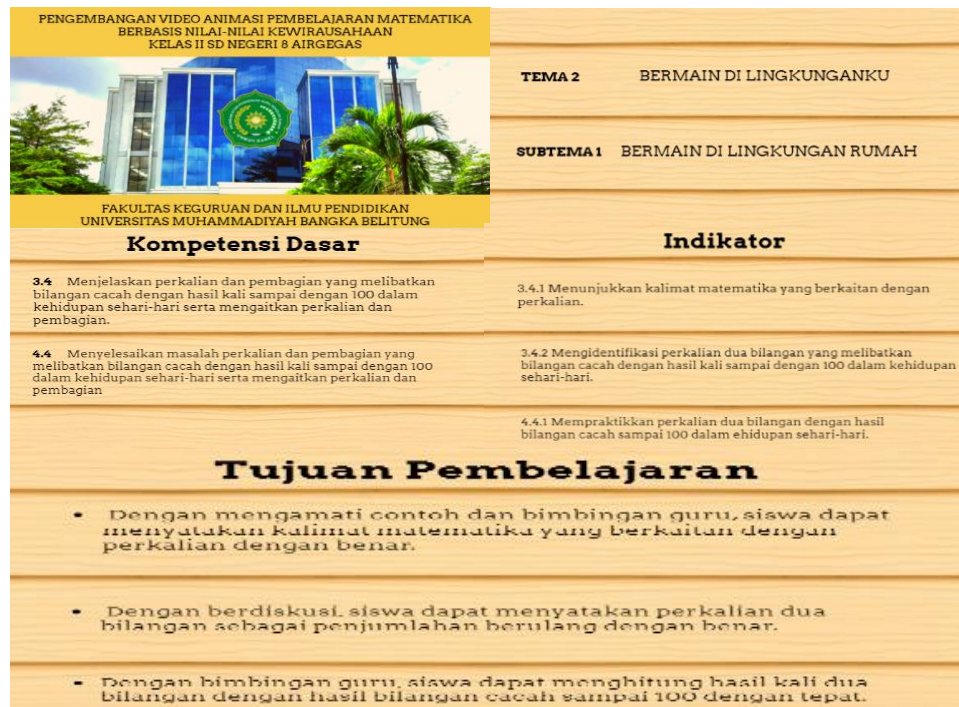 PENGEMBANGAN VIDEO ANIMASI PEMBELAJARAN MATEMATIKA
BERBASIS NILAI-NILAI KEWIRAUSAHAAN
KELAS II SD NEGERI 8 AIRGEGAS
FAKULTAS KEGURUAN DAN ILMU PENDIDIKAN
UNIVERSITAS MUHAMMADIYAH BANGKA BELITUNG
TEMA 2 BERMAIN DI LINGKUNGANKU
SUBTEMA 1 BERMAIN DI LINGKUNGAN RUMAH
Kompetensi Dasar
3.4 Menjelaskan perkalian dan pembagian yang melibatkan
bilangan cacah dengan hasil kali sampai dengan 100 dalam
kehidupan sehari-hari serta mengaitkan perkalian dan
pembagian.
4.4 Menyelesaikan masalah perkalian dan pembagian yang
melibatkan bilangan cacah dengan hasil kali sampai dengan 100
dalam kehidupan sehari-hari serta mengaitkan perkalian dan
pembagian
Indikator
3.4.1 Menunjukkan kalimat matematika yang berkaitan dengan
perkalian.
3.4.2 Mengidentifikasi perkalian dua bilangan yang melibatkan
bilangan cacah dengan hasil kali sampai dengan 100 dalam kehidupan
sehari-hari.
4.4.1 Mempraktikkan perkalian dua bilangan dengan hasil
bilangan cacah sampai 100 dalam ehidupan sehari-hari.
Tujuan Pembelajaran
• Dengan mengamati contoh dan bimbingan guru, siswa dapat
menyatakan kalimat matematika yang berkaitan dengan
perkalian dengan benar.
• Dengan berdiskusi, siswa dapat menyatakan perkalian dua
bilangan sebagai penjumlahan berulang dengan benar.
• Dengan bimbingan guru, siswa dapat menghitung hasil kali dua
bilangan dengan hasil bilangan cacah sampai 100 dengan tepat.